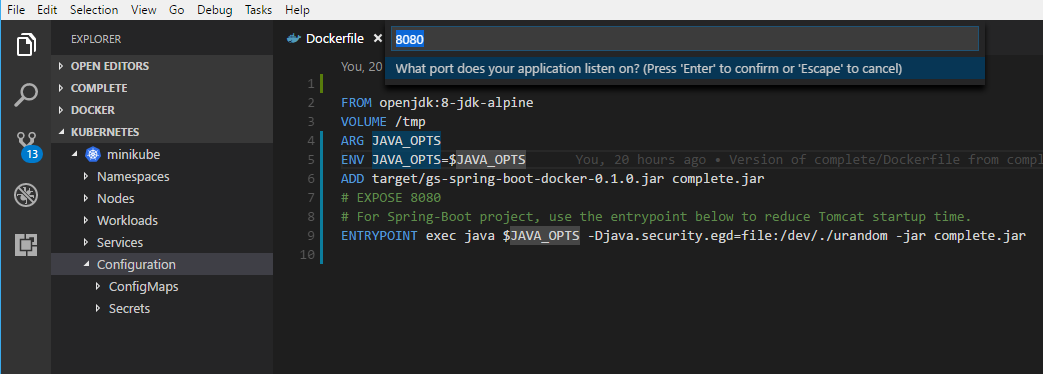 File Edit Selection View Go Debug Tasks Help
EXPLORER
OPEN EDITORS
COMPLETE
DOCKER
KUBERNETES
minikube
Namespaces
Nodes
Workloads
Services
Configuration
ConfigMaps
Secrets
13
Dockerfile
8080
What port does your application listen on? (Press 'Enter' to confirm or 'Escape' to cancel)
You, 20
1
2 FROM openjdk:8-jdk-alpine
3 VOLUME /tmp
4 ARG JAVA_OPTS
5 ENV JAVA_OPTS=$JAVA_OPTS You, 20 hours ago • Version of complete/Dockerfile from compl
6 ADD target/gs-spring-boot-docker-0.1.0.jar complete.jar
7 # EXPOSE 8080
8 # For Spring-Boot project, use the entrypoint below to reduce Tomcat startup time.
9 ENTRYPOINT exec java $JAVA_OPTS -Djava.security.egd=file:/dev/./urandom -jar complete.jar
10